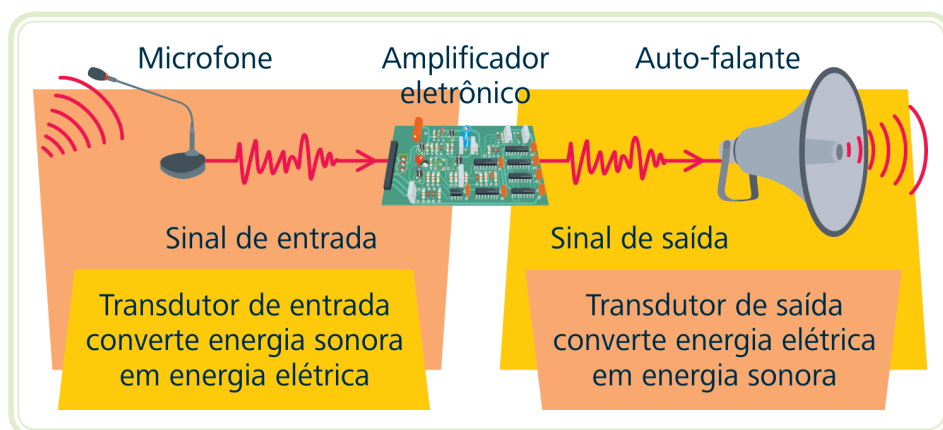 Microfone
Amplificador
eletrônico
Auto-falante
Sinal de entrada
Sinal de saída
Transdutor de entrada
converte energia sonora
em energia elétrica
Transdutor de saída
converte energia elétrica
em energia sonora